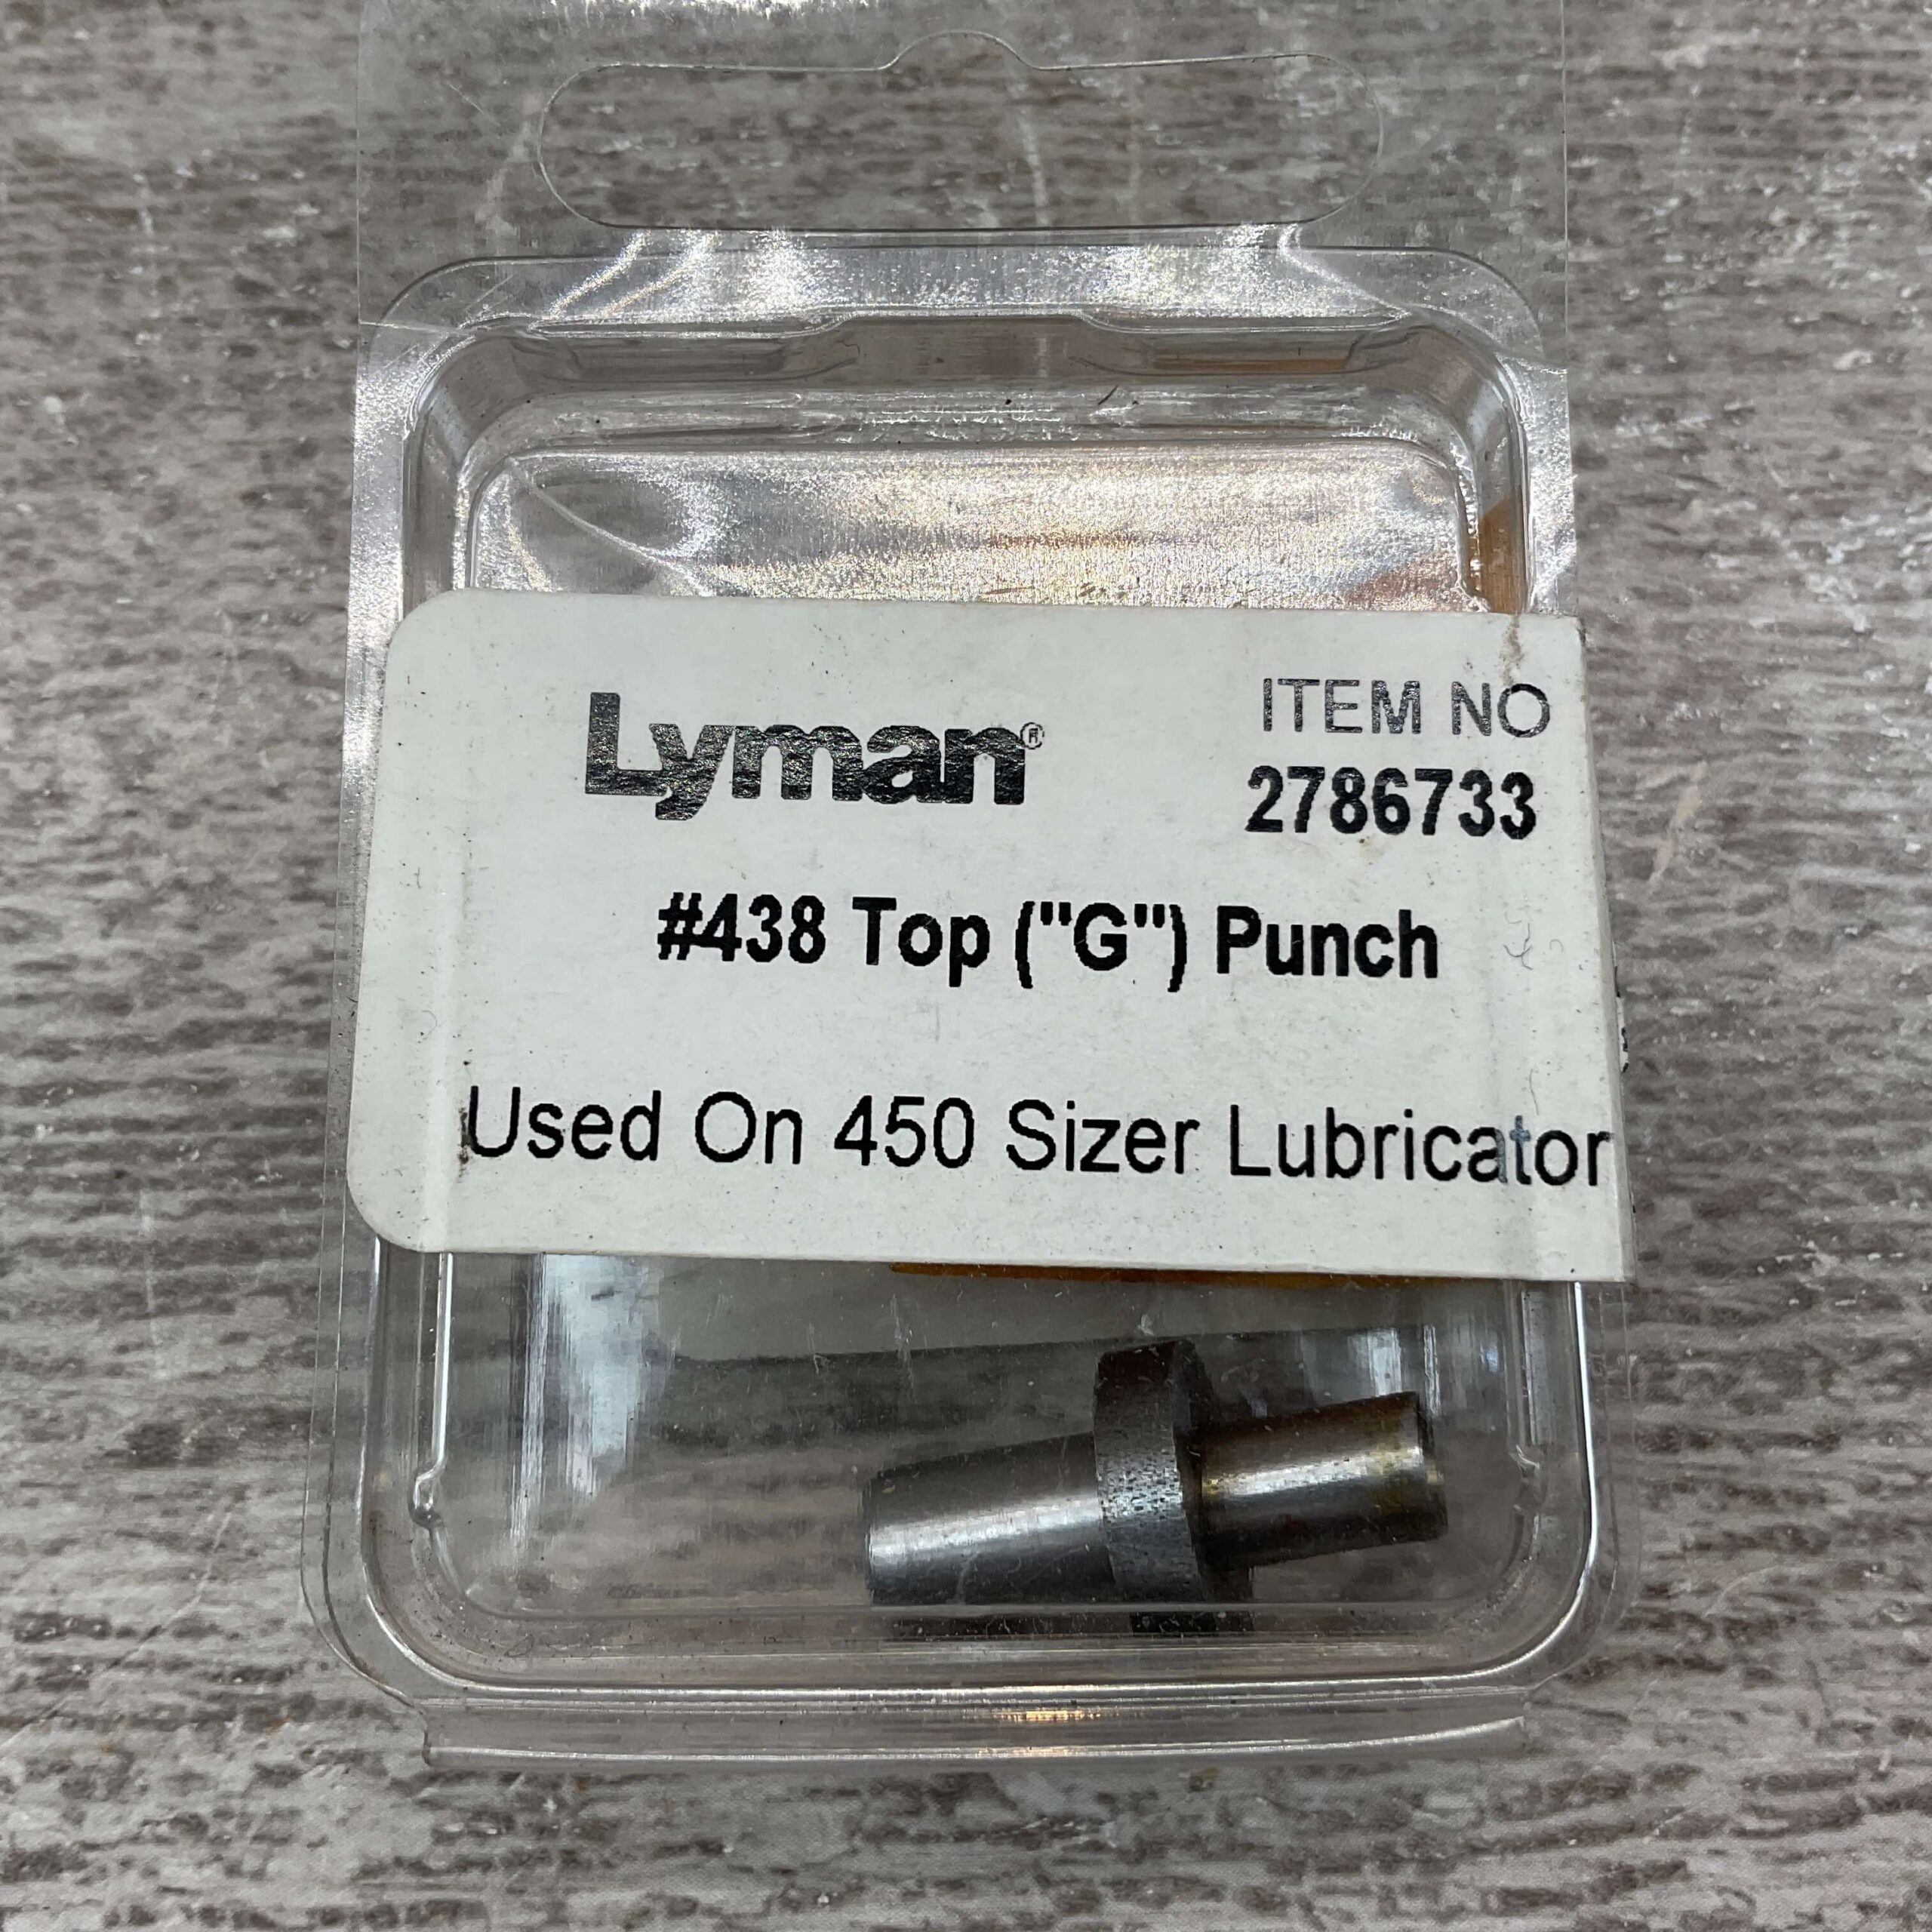 Lyman®
ITEM NO
2786733
#438 Top ("G") Punch
Used On 450 Sizer Lubricator